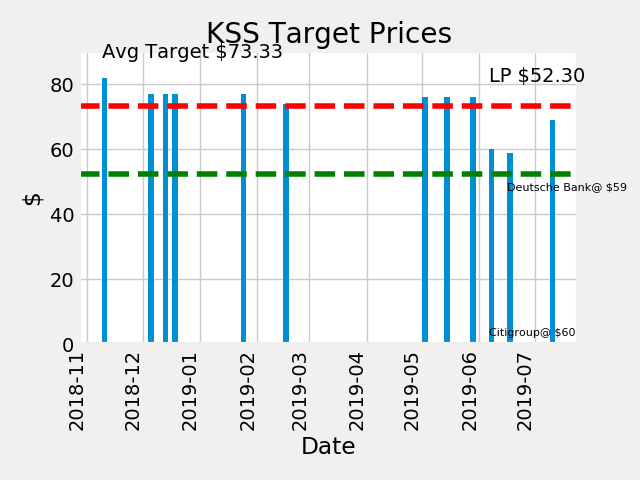 KSS Target Prices
Avg Target $73.33
LP $52.30
80
60
40
20
0
$
Deutsche Bank@ $59
Citigroup@ $60
2018-11
2018-12
2019-01
2019-02
2019-03
2019-04
2019-05
2019-06
2019-07
Date